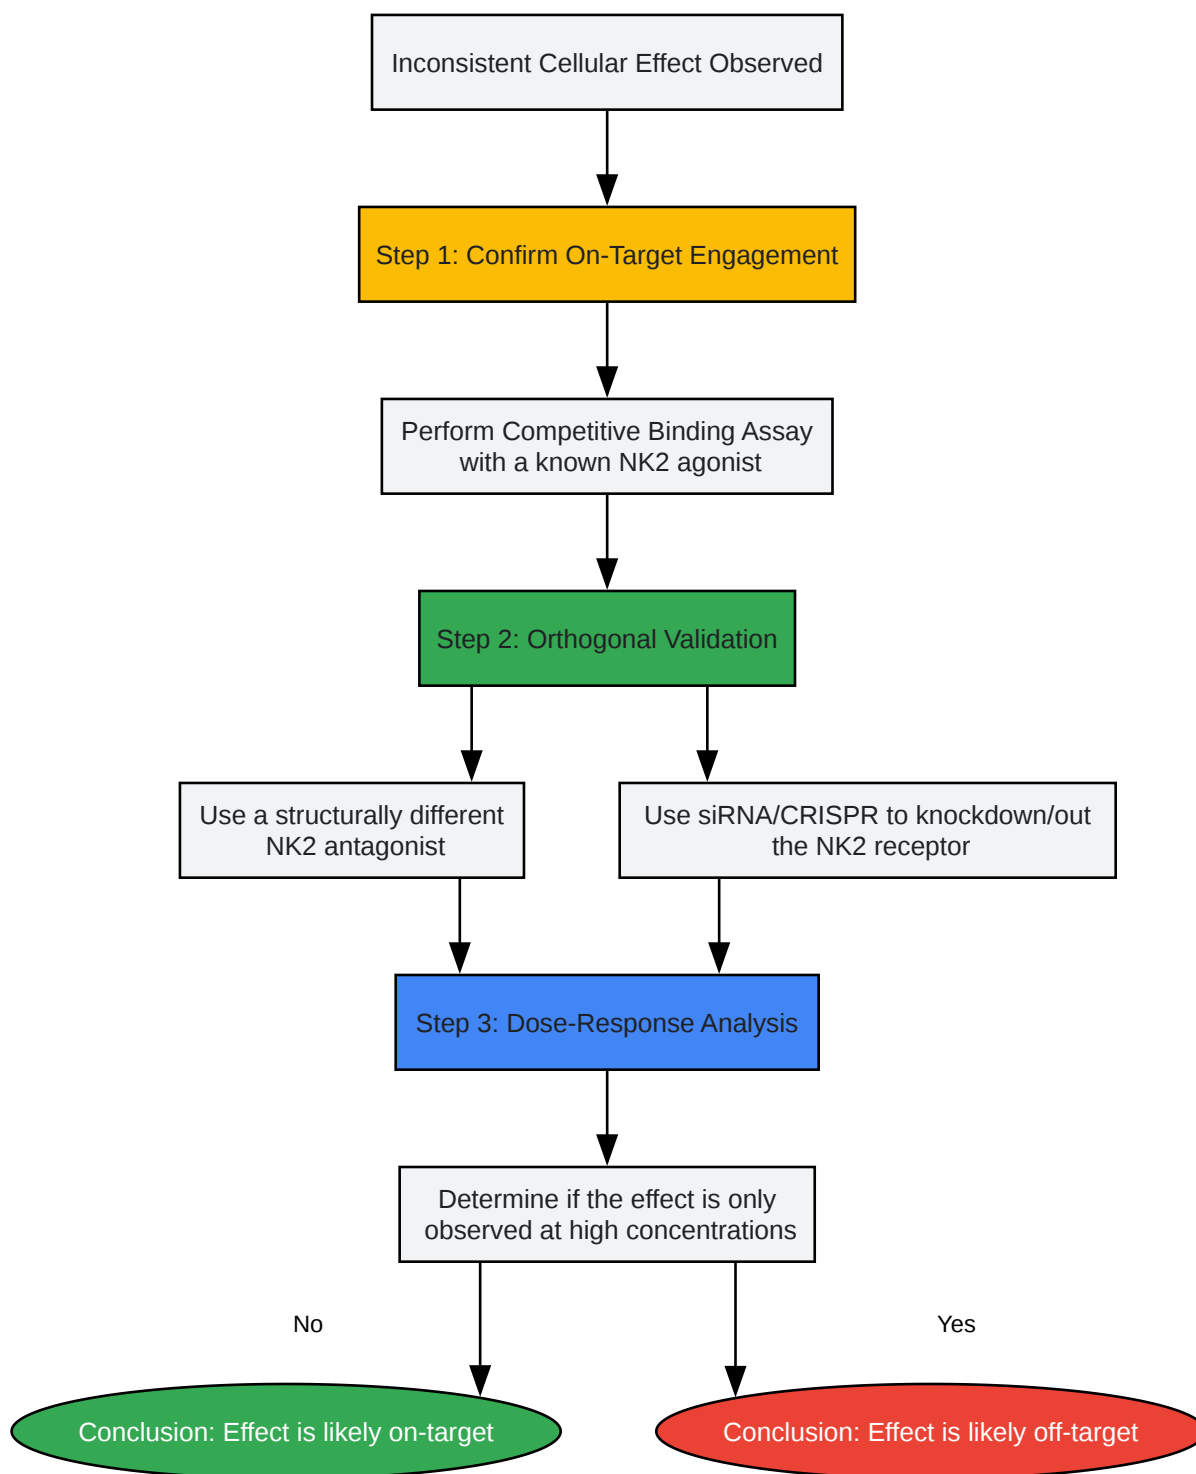 Inconsistent Cellular Effect Observed
Step 1: Confirm On-Target Engagement
Perform Competitive Binding Assay
with a known NK2 agonist
Step 2: Orthogonal Validation
Use a structurally different
NK2 antagonist
Use siRNA/CRISPR to knockdown/out
the NK2 receptor
Step 3: Dose-Response Analysis
Determine if the effect is only
observed at high concentrations
No
Yes
Conclusion: Effect is likely on-target
Conclusion: Effect is likely off-target